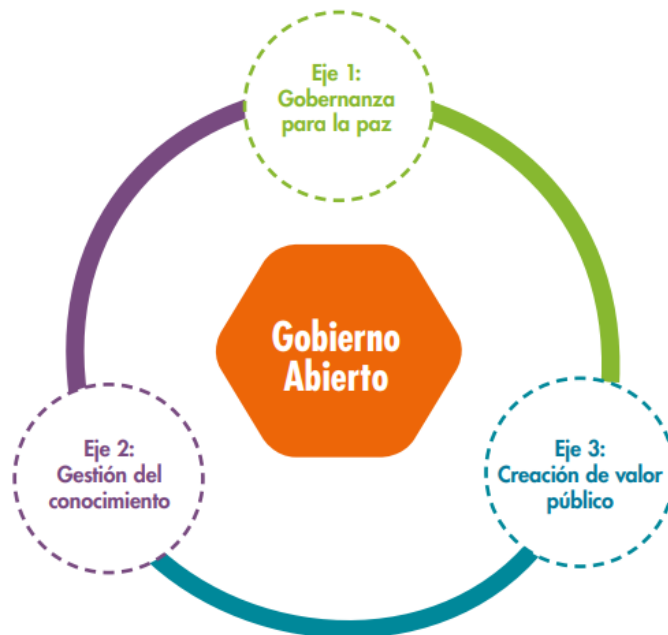 Eje 1:
Gobernanza
para la paz
Gobierno
Abierto
Eje 2:
Gestión del
conocimiento
Eje 3:
Creación de valor
público